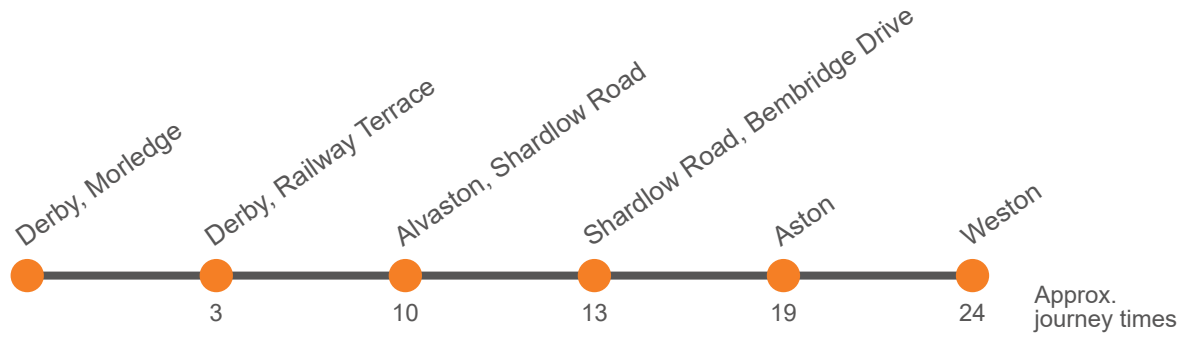 Derby, Morledge
Derby, Railway Terrace
Alvaston, Shardlow Road
Shardlow Road, Bembridge Drive
Aston
Weston
3
10
13
19
24
Approx.
journey times